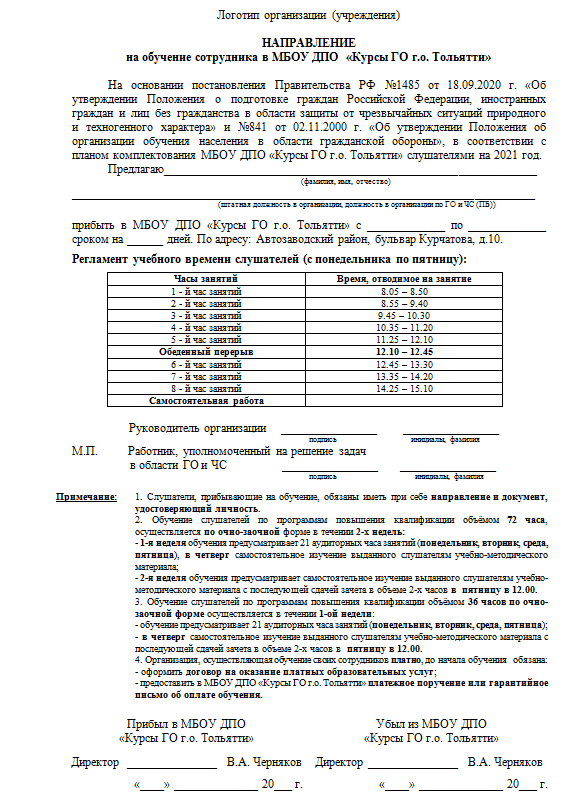 Логотип организации (учреждения)
НАПРАВЛЕНИЕ
на обучение сотрудника в МБОУ ДПО «Курсы ГО г.о. Тольятти»
На основании постановления Правительства РФ №1485 от 18.09.2020 г. «Об
утверждении Положения о подготовке граждан Российской Федерации, иностранных
граждан и лиц без гражданства в области защиты от чрезвычайных ситуаций природного
и техногенного характера» и №841 от 02.11.2000 г. «Об утверждении Положения об
организации обучения населения в области гражданской обороны», в соответствии с
планом комплектования МБОУ ДПО «Курсы ГО г.о. Тольятти» слушателями на 2021 год.
Предлагаю____________________
(фамилия, имя, отчество)
____________________
(штатная должность в организации, должность в организации по ГО и ЧС (ПБ))
прибыть в МБОУ ДПО «Курсы ГО г.о. Тольятти» с _____________ по _____________
сроком на ______ дней. По адресу: Автозаводский район, бульвар Курчатова, д.10.
Регламент учебного времени слушателей (с понедельника по пятницу):
Часы занятий Время, отводимое на занятие
1 - й час занятий 8.05 – 8.50
2 - й час занятий 8.55 – 9.40
3 - й час занятий 9.45 – 10.30
4 - й час занятий 10.35 – 11.20
5 - й час занятий 11.25 – 12.10
Обеденный перерыв 12.10 – 12.45
6 - й час занятий 12.45 – 13.30
7 - й час занятий 13.35 – 14.20
8 - й час занятий 14.25 – 15.10
Самостоятельная работа
Руководитель организации ________________ ________________
подпись инициалы, фамилия
М.П. Работник, уполномоченный на решение задач
в области ГО и ЧС ________________ ________________
подпись инициалы, фамилия
Примечание: 1. Слушатели, прибывающие на обучение, обязаны иметь при себе направление и документ,
удостоверяющий личность.
2. Обучение слушателей по программам повышения квалификации объёмом 72 часа,
осуществляется по очно-заочной форме в течении 2-х недель:
- 1-я неделя обучения предусматривает 21 аудиторных часа занятий (понедельник, вторник, среда,
пятница), в четверг самостоятельное изучение выданного слушателям учебно-методического
материала;
- 2-я неделя обучения предусматривает самостоятельное изучение выданного слушателям учебно-
методического материала с последующей сдачей зачета в объеме 2-х часов в пятницу в 12.00.
3. Обучение слушателей по программам повышения квалификации объёмом 36 часов по очно-
заочной форме осуществляется в течении 1-ой недели:
- обучение предусматривает 21 аудиторных часа занятий (понедельник, вторник, среда, пятница);
- в четверг самостоятельное изучение выданного слушателям учебно-методического материала с
последующей сдачей зачета в объеме 2-х часов в пятницу в 12.00.
4. Организация, осуществляющая обучение своих сотрудников платно, до начала обучения обязана:
- оформить договор на оказание платных образовательных услуг;
- предоставить в МБОУ ДПО «Курсы ГО г.о. Тольятти» платежное поручение или гарантийное
письмо об оплате обучения.
Прибыл в МБОУ ДПО Убыл из МБОУ ДПО
«Курсы ГО г.о. Тольятти» «Курсы ГО г.о. Тольятти»
Директор _______________ В.А. Черняков Директор _______________ В.А. Черняков
«____» ______________ 20___ г. «____» ______________ 20___ г.